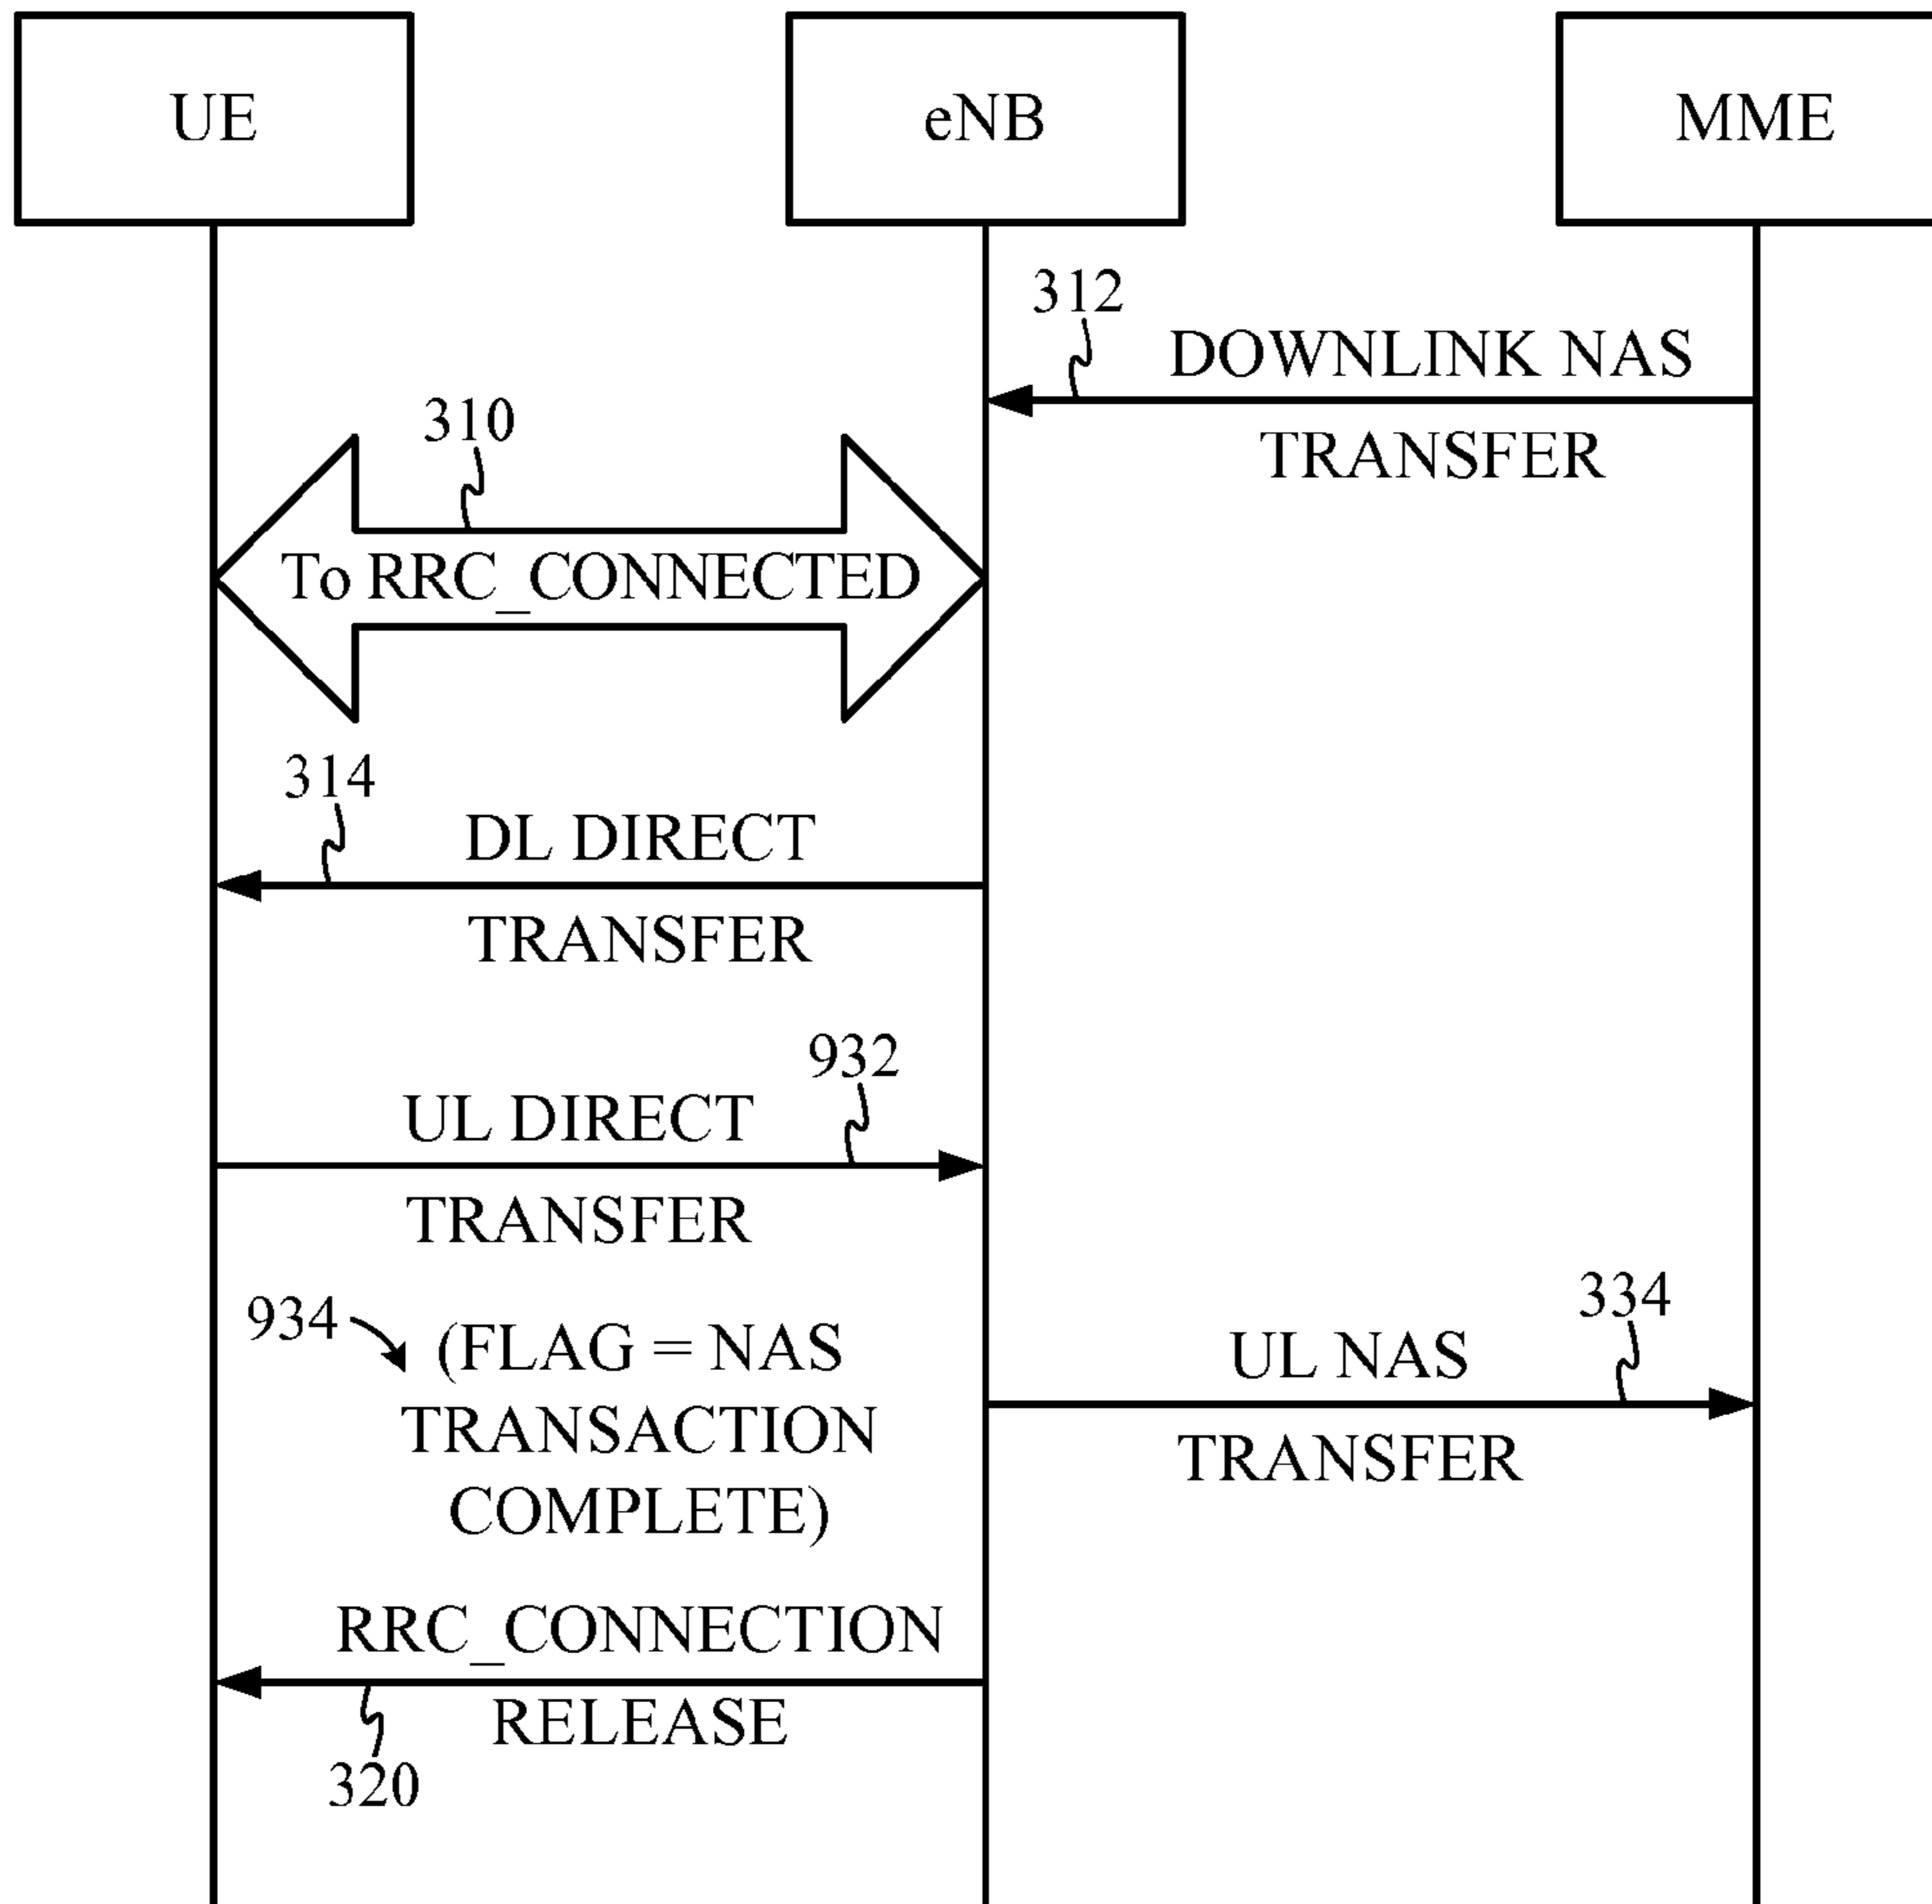 UE
eNB
MME
312
DOWNLINK NAS
TRANSFER
310
To RRC_CONNECTED
314
DL DIRECT
TRANSFER
932
UL DIRECT
TRANSFER
934
(FLAG = NAS
TRANSACTION
COMPLETE)
334
UL NAS
TRANSFER
RRC_CONNECTION
RELEASE
320